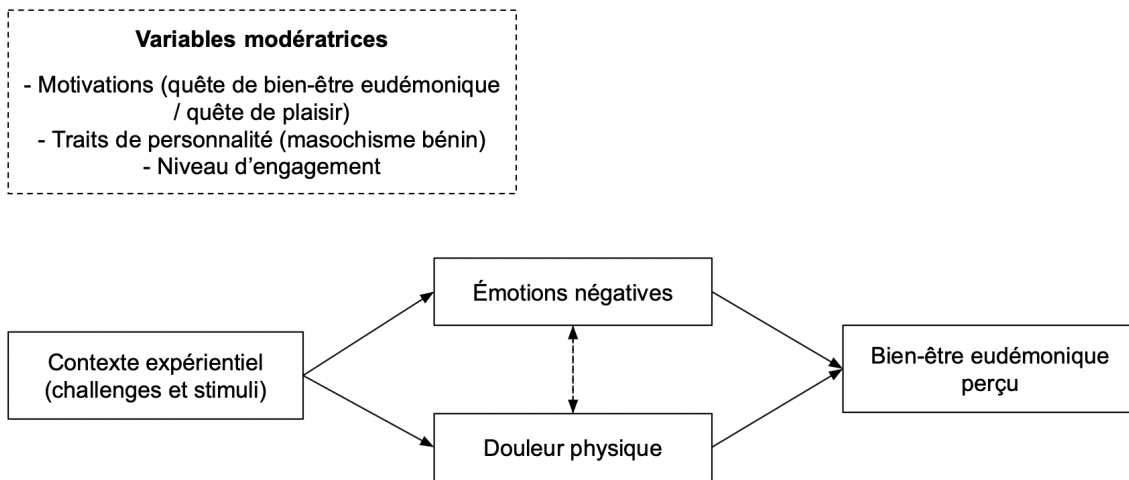 Variables modératrices
- Motivations (quête de bien-être eudémonique
/ quête de plaisir)
- Traits de personnalité (masochisme bénin)
- Niveau d’engagement
Émotions négatives
Contexte expérientiel
(challenges et stimuli)
Bien-être eudémonique
perçu
Douleur physique